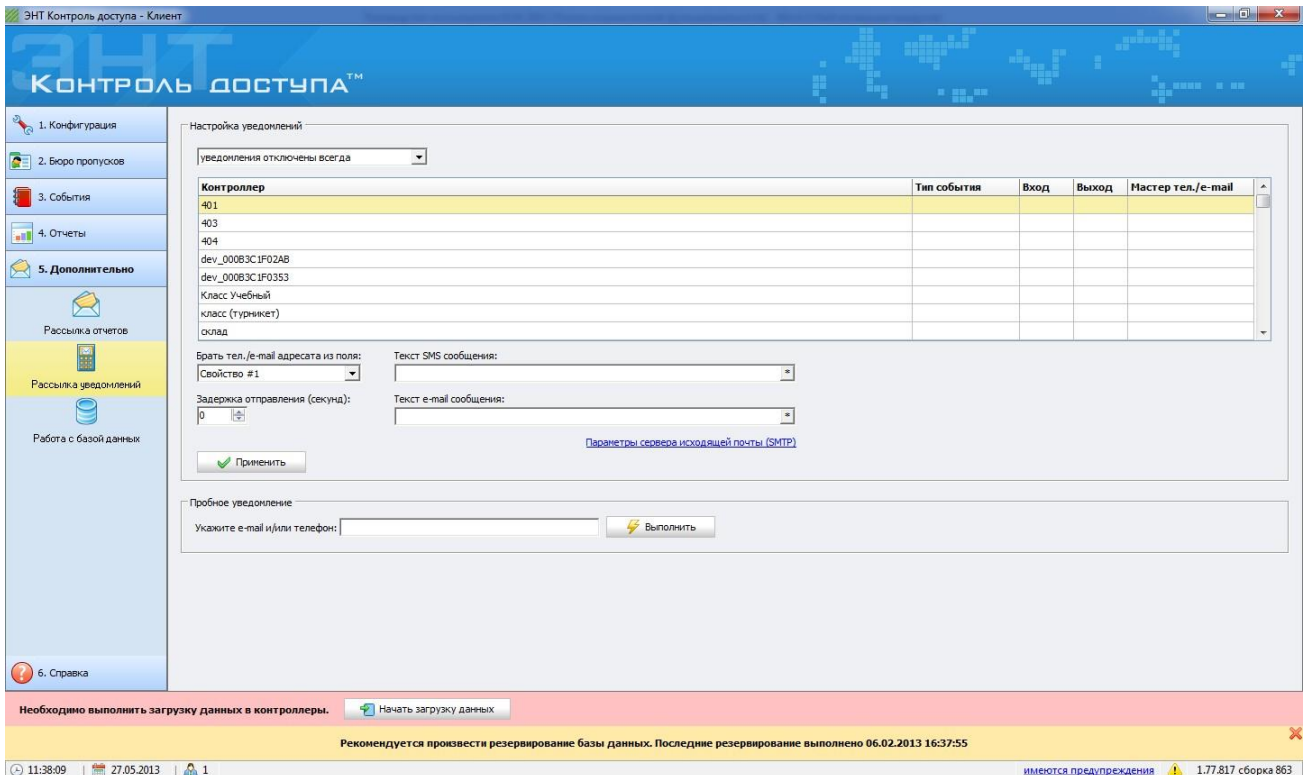 ЭНТ Контроль доступа - Клиент
ЭНТ
Контроль доступа™
1. Конфигурация
2. Бюро пропусков
3. События
4. Отчеты
5. Дополнительно
Рассылка отчетов
Рассылка уведомлений
Работа с базой данных
6. Справка
Настройка уведомлений
уведомления отключены всегда
Контроллер Тип события Вход Выход Мастер тел./e-mail
401
403
404
dev_000B3C1F02AB
dev_000B3C1F0353
Класс Учебный
класс (турникет)
склад
Брать тел./e-mail адресата из поля: Текст SMS сообщения:
Свойство #1 *
Задержка отправления (секунд): Текст e-mail сообщения:
0 *
Параметры сервера исходящей почты (SMTP)
Применить
Пробное уведомление
Укажите e-mail и/или телефон: Выполнить
Необходимо выполнить загрузку данных в контроллеры. Начать загрузку данных
Рекомендуется произвести резервирование базы данных. Последние резервирование выполнено 06.02.2013 16:37:55
11:38:09 27.05.2013 1 имеются предупреждения 1.77.817 сборка 863